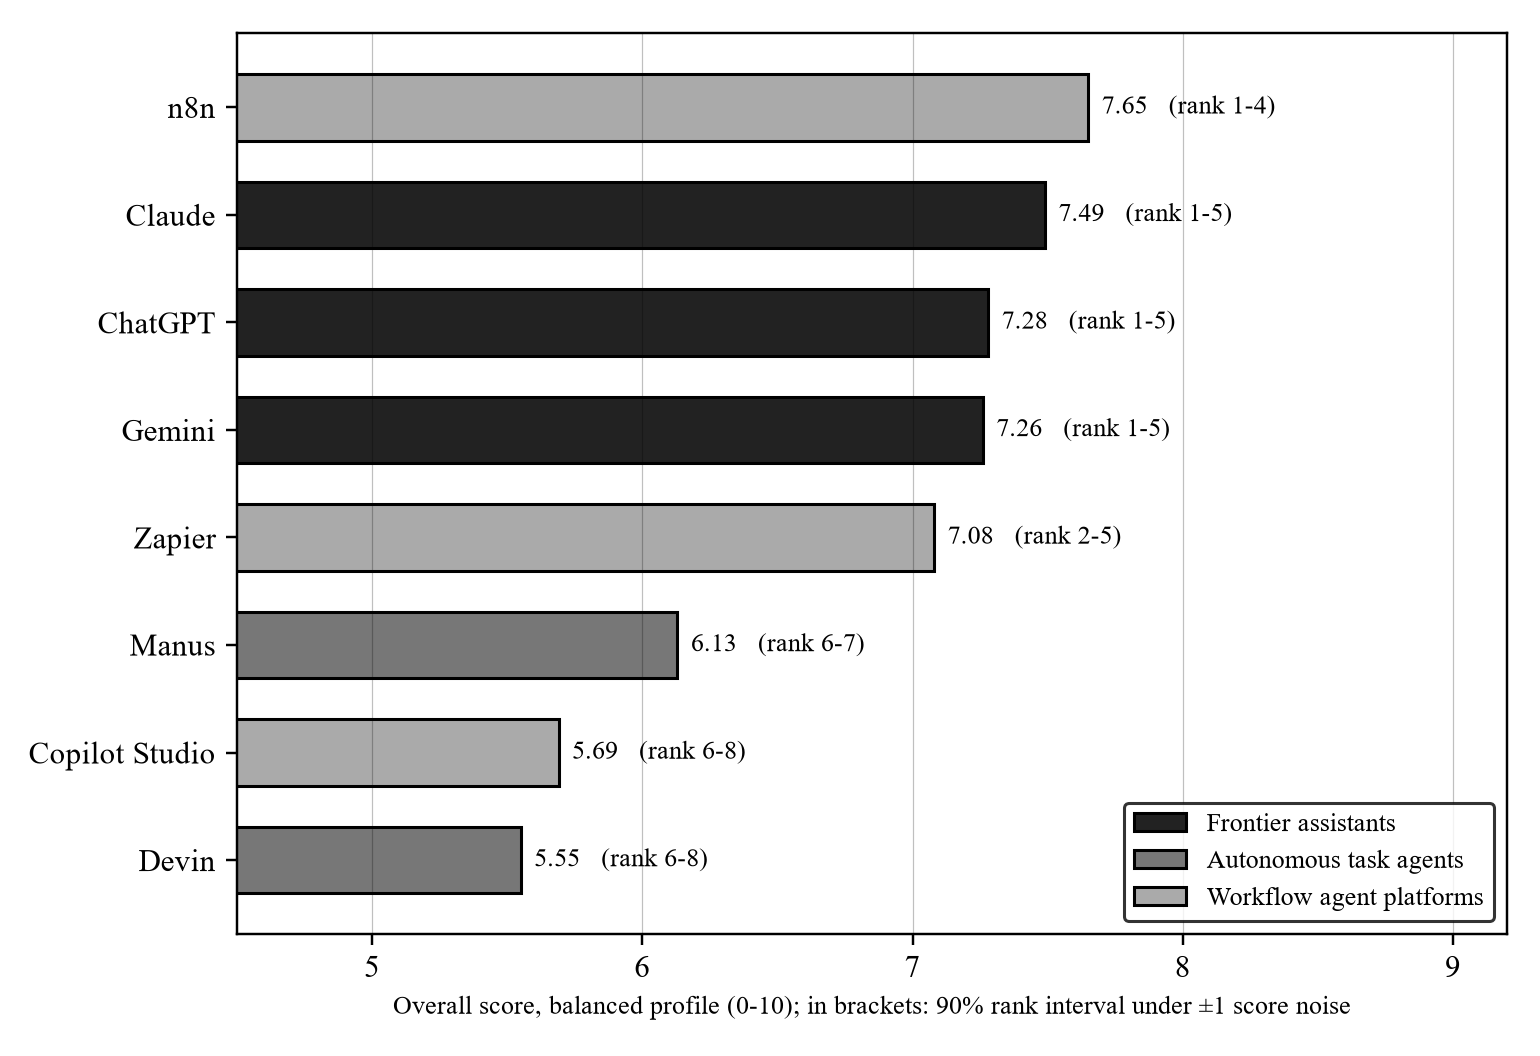 n8n 7.65 (rank 1-4)
Claude 7.49 (rank 1-5)
ChatGPT 7.28 (rank 1-5)
Gemini 7.26 (rank 1-5)
Zapier 7.08 (rank 2-5)
Manus 6.13 (rank 6-7)
Copilot Studio 5.69 (rank 6-8)
Devin 5.55 (rank 6-8)
Frontier assistants
Autonomous task agents
Workflow agent platforms
5 6 7 8 9
Overall score, balanced profile (0-10); in brackets: 90% rank interval under ±1 score noise